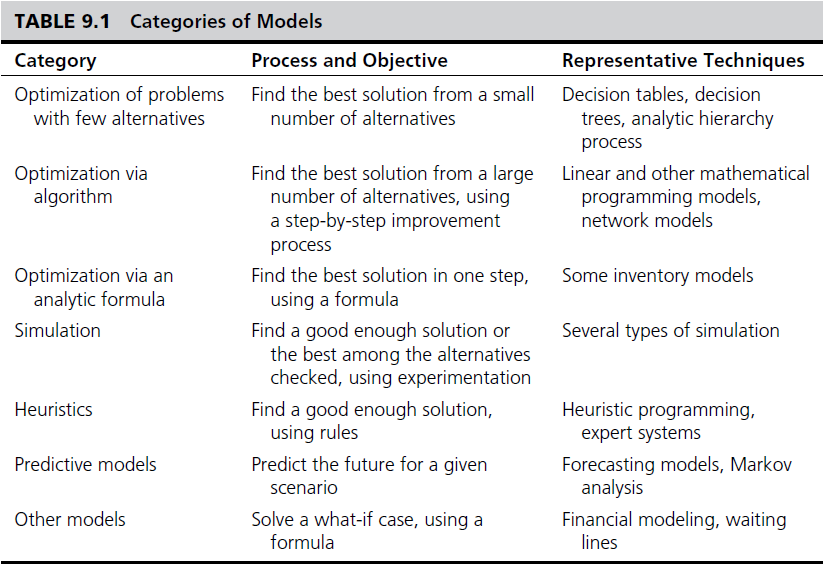 TABLE 9.1 Categories of Models
Category Process and Objective Representative Techniques
Optimization of problems Find the best solution from a small Decision tables, decision
with few alternatives number of alternatives trees, analytic hierarchy
process
Optimization via Find the best solution from a large Linear and other mathematical
algorithm number of alternatives, using programming models,
a step-by-step improvement network models
process
Optimization via an Find the best solution in one step, Some inventory models
analytic formula using a formula
Simulation Find a good enough solution or Several types of simulation
the best among the alternatives
checked, using experimentation
Heuristics Find a good enough solution, Heuristic programming,
using rules expert systems
Predictive models Predict the future for a given Forecasting models, Markov
scenario analysis
Other models Solve a what-if case, using a Financial modeling, waiting
formula lines